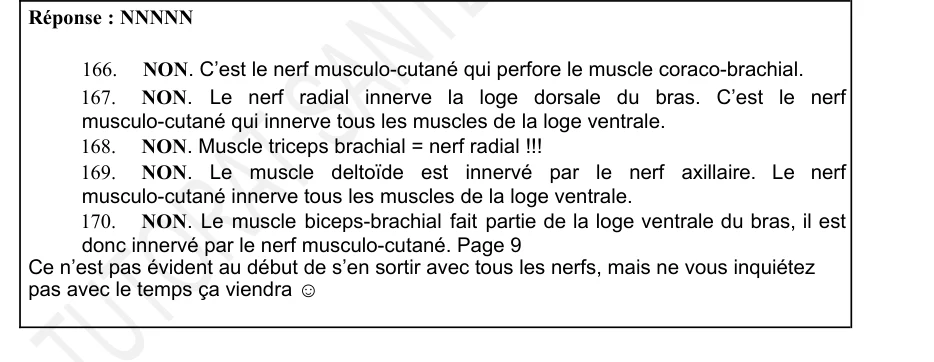 Réponse : NNNNN
166. NON. C’est le nerf musculo-cutané qui perfore le muscle coraco-brachial.
167. NON. Le nerf radial innerve la loge dorsale du bras. C’est le nerf
musculo-cutané qui innerve tous les muscles de la loge ventrale.
168. NON. Muscle triceps brachial = nerf radial !!!
169. NON. Le muscle deltoïde est innervé par le nerf axillaire. Le nerf
musculo-cutané innerve tous les muscles de la loge ventrale.
170. NON. Le muscle biceps-brachial fait partie de la loge ventrale du bras, il est
donc innervé par le nerf musculo-cutané. Page 9
Ce n’est pas évident au début de s’en sortir avec tous les nerfs, mais ne vous inquiétez
pas avec le temps ça viendra ☺
TUTORAT SANTE